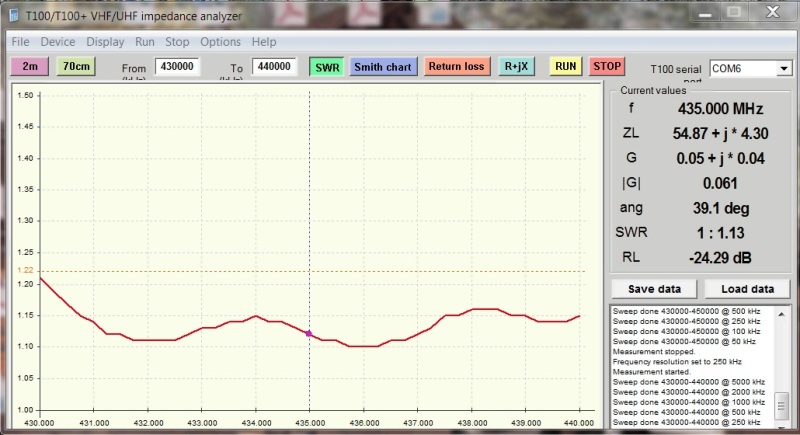 T100/T100+ VHF/UHF impedance analyzer
File Device Display Run Stop Options Help
2m 70cm From 430000 To 440000 SWR Smith chart Return loss R+jX RUN STOP T100 serial COM6
Current values
f 435.000 MHz
ZL 54.87 + j * 4.30
G 0.05 + j * 0.04
|G| 0.061
ang 39.1 deg
SWR 1 : 1.13
RL -24.29 dB
Save data Load data
Sweep done 430000-450000 @ 500 kHz
Sweep done 430000-450000 @ 250 kHz
Sweep done 430000-450000 @ 100 kHz
Sweep done 430000-450000 @ 50 kHz
Measurement stopped.
Frequency resolution set to 250 kHz
Measurement started.
Sweep done 430000-440000 @ 5000 kHz
Sweep done 430000-440000 @ 2000 kHz
Sweep done 430000-440000 @ 1000 kHz
Sweep done 430000-440000 @ 500 kHz
Sweep done 430000-440000 @ 250 kHz
1.50
1.45
1.40
1.35
1.30
1.25
1.22
1.20
1.15
1.10
1.05
1.00
430.000 431.000 432.000 433.000 434.000 435.000 436.000 437.000 438.000 439.000 440.000